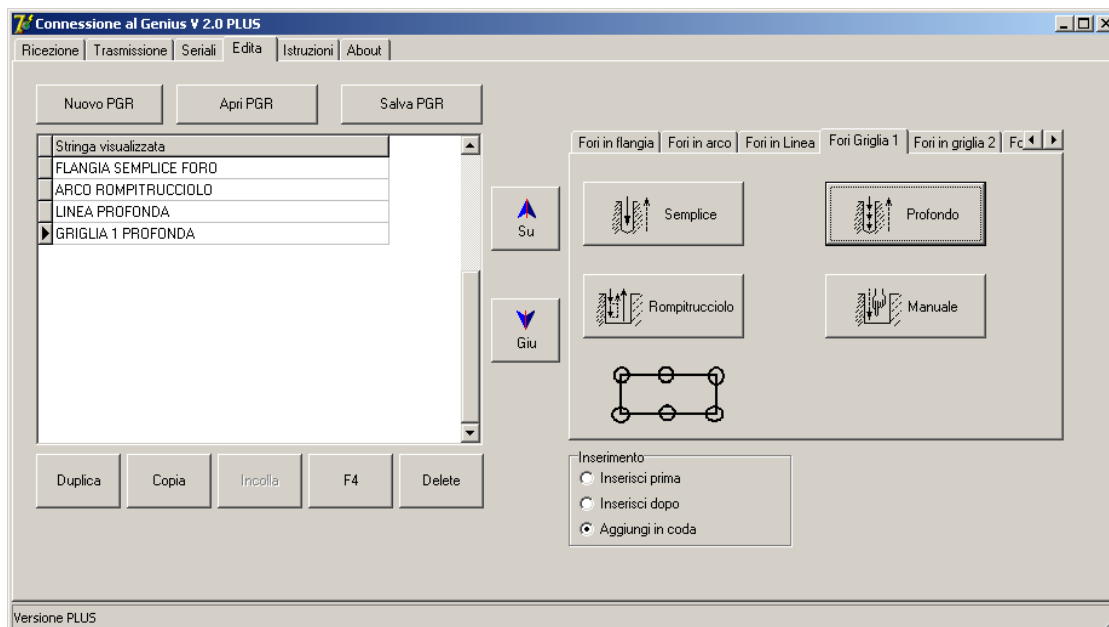 Connessione al Genius V 2.0 PLUS
Ricezione Trasmissione Seriali Edita Istruzioni About
Nuovo PGR Apri PGR Salva PGR
Stringa visualizzata
FLANGIA SEMPLICE FORO
ARCO ROMPITRUCCIOLO
LINEA PROFONDA
GRIGLIA 1 PROFONDA
Su
Giu
Duplica Copia Incolla F4 Delete
Fori in flangia Fori in arco Fori in Linea Fori Griglia 1 Fori in griglia 2
Semplice Profondo
Rompitrucciolo Manuale
Inserimento
Inserisci prima
Inserisci dopo
Aggiungi in coda
Versione PLUS